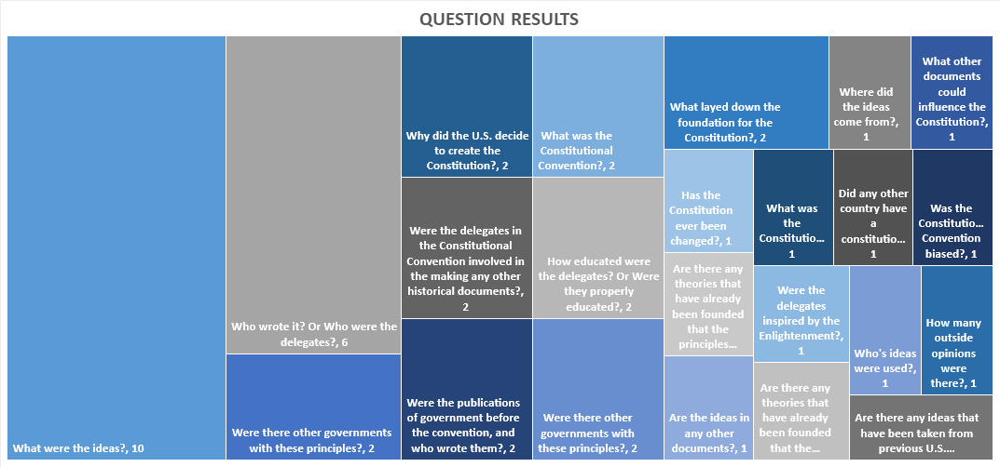 QUESTION RESULTS
What were the ideas?, 10
Who wrote it? Or Who were the
delegates?, 6
Were there other governments
with these principles?, 2
Why did the U.S. decide
to create the
Constitution?, 2
Were the delegates in
the Constitutional
Convention involved in
the making any other
historical documents?,
2
Were the publications
of government before
the convention, and
who wrote them?, 2
What was the
Constitutional
Convention?, 2
How educated were
the delegates? Or Were
they properly
educated?, 2
Were there other
governments with
these principles?, 2
What layed down the
foundation for the
Constitution?, 2
Where did
the ideas
come from?,
1
What other
documents
could
influence the
Constitution?,
1
Has the
Constitution
ever been
changed?, 1
Are there any
theories that
have already
been founded
that the
principles...
Are the ideas in
any other
documents?, 1
What was
the
Constitutio...
1
Did any other
country have
a
constitutio...
1
Was the
Constitutio...
Convention
biased?, 1
Were the
delegates
inspired by the
Enlightenment?,
1
Are there any
theories that
have already
been founded
that the...
Who's ideas
were used?,
1
How many
outside
opinions
were
there?, 1
Are there any ideas that
have been taken from
previous U.S....